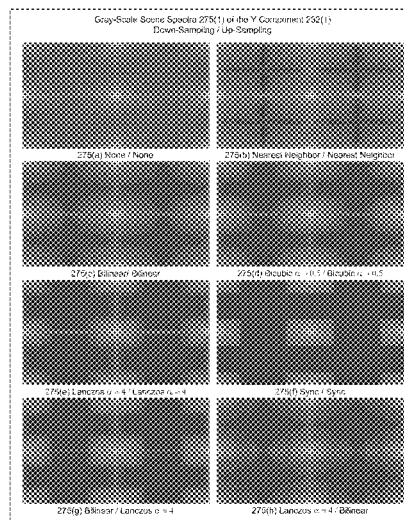 Gray-Scale Scene Spectra 275(1) of the Y Component 232(1)
Down-Sampling / Up-Sampling
275(a) None / None
275(b) Nearest Neighbor / Nearest Neighbor
275(c) Bilinear/ Bilinear
275(d) Bicubic α = 0.5 / Bicubic α = 0.5
275(e) Lanczos α = 4 / Lanczos α = 4
275(f) Sync / Sync
275(g) Bilinear / Lanczos α = 4
275(h) Lanczos α = 4 / Bilinear